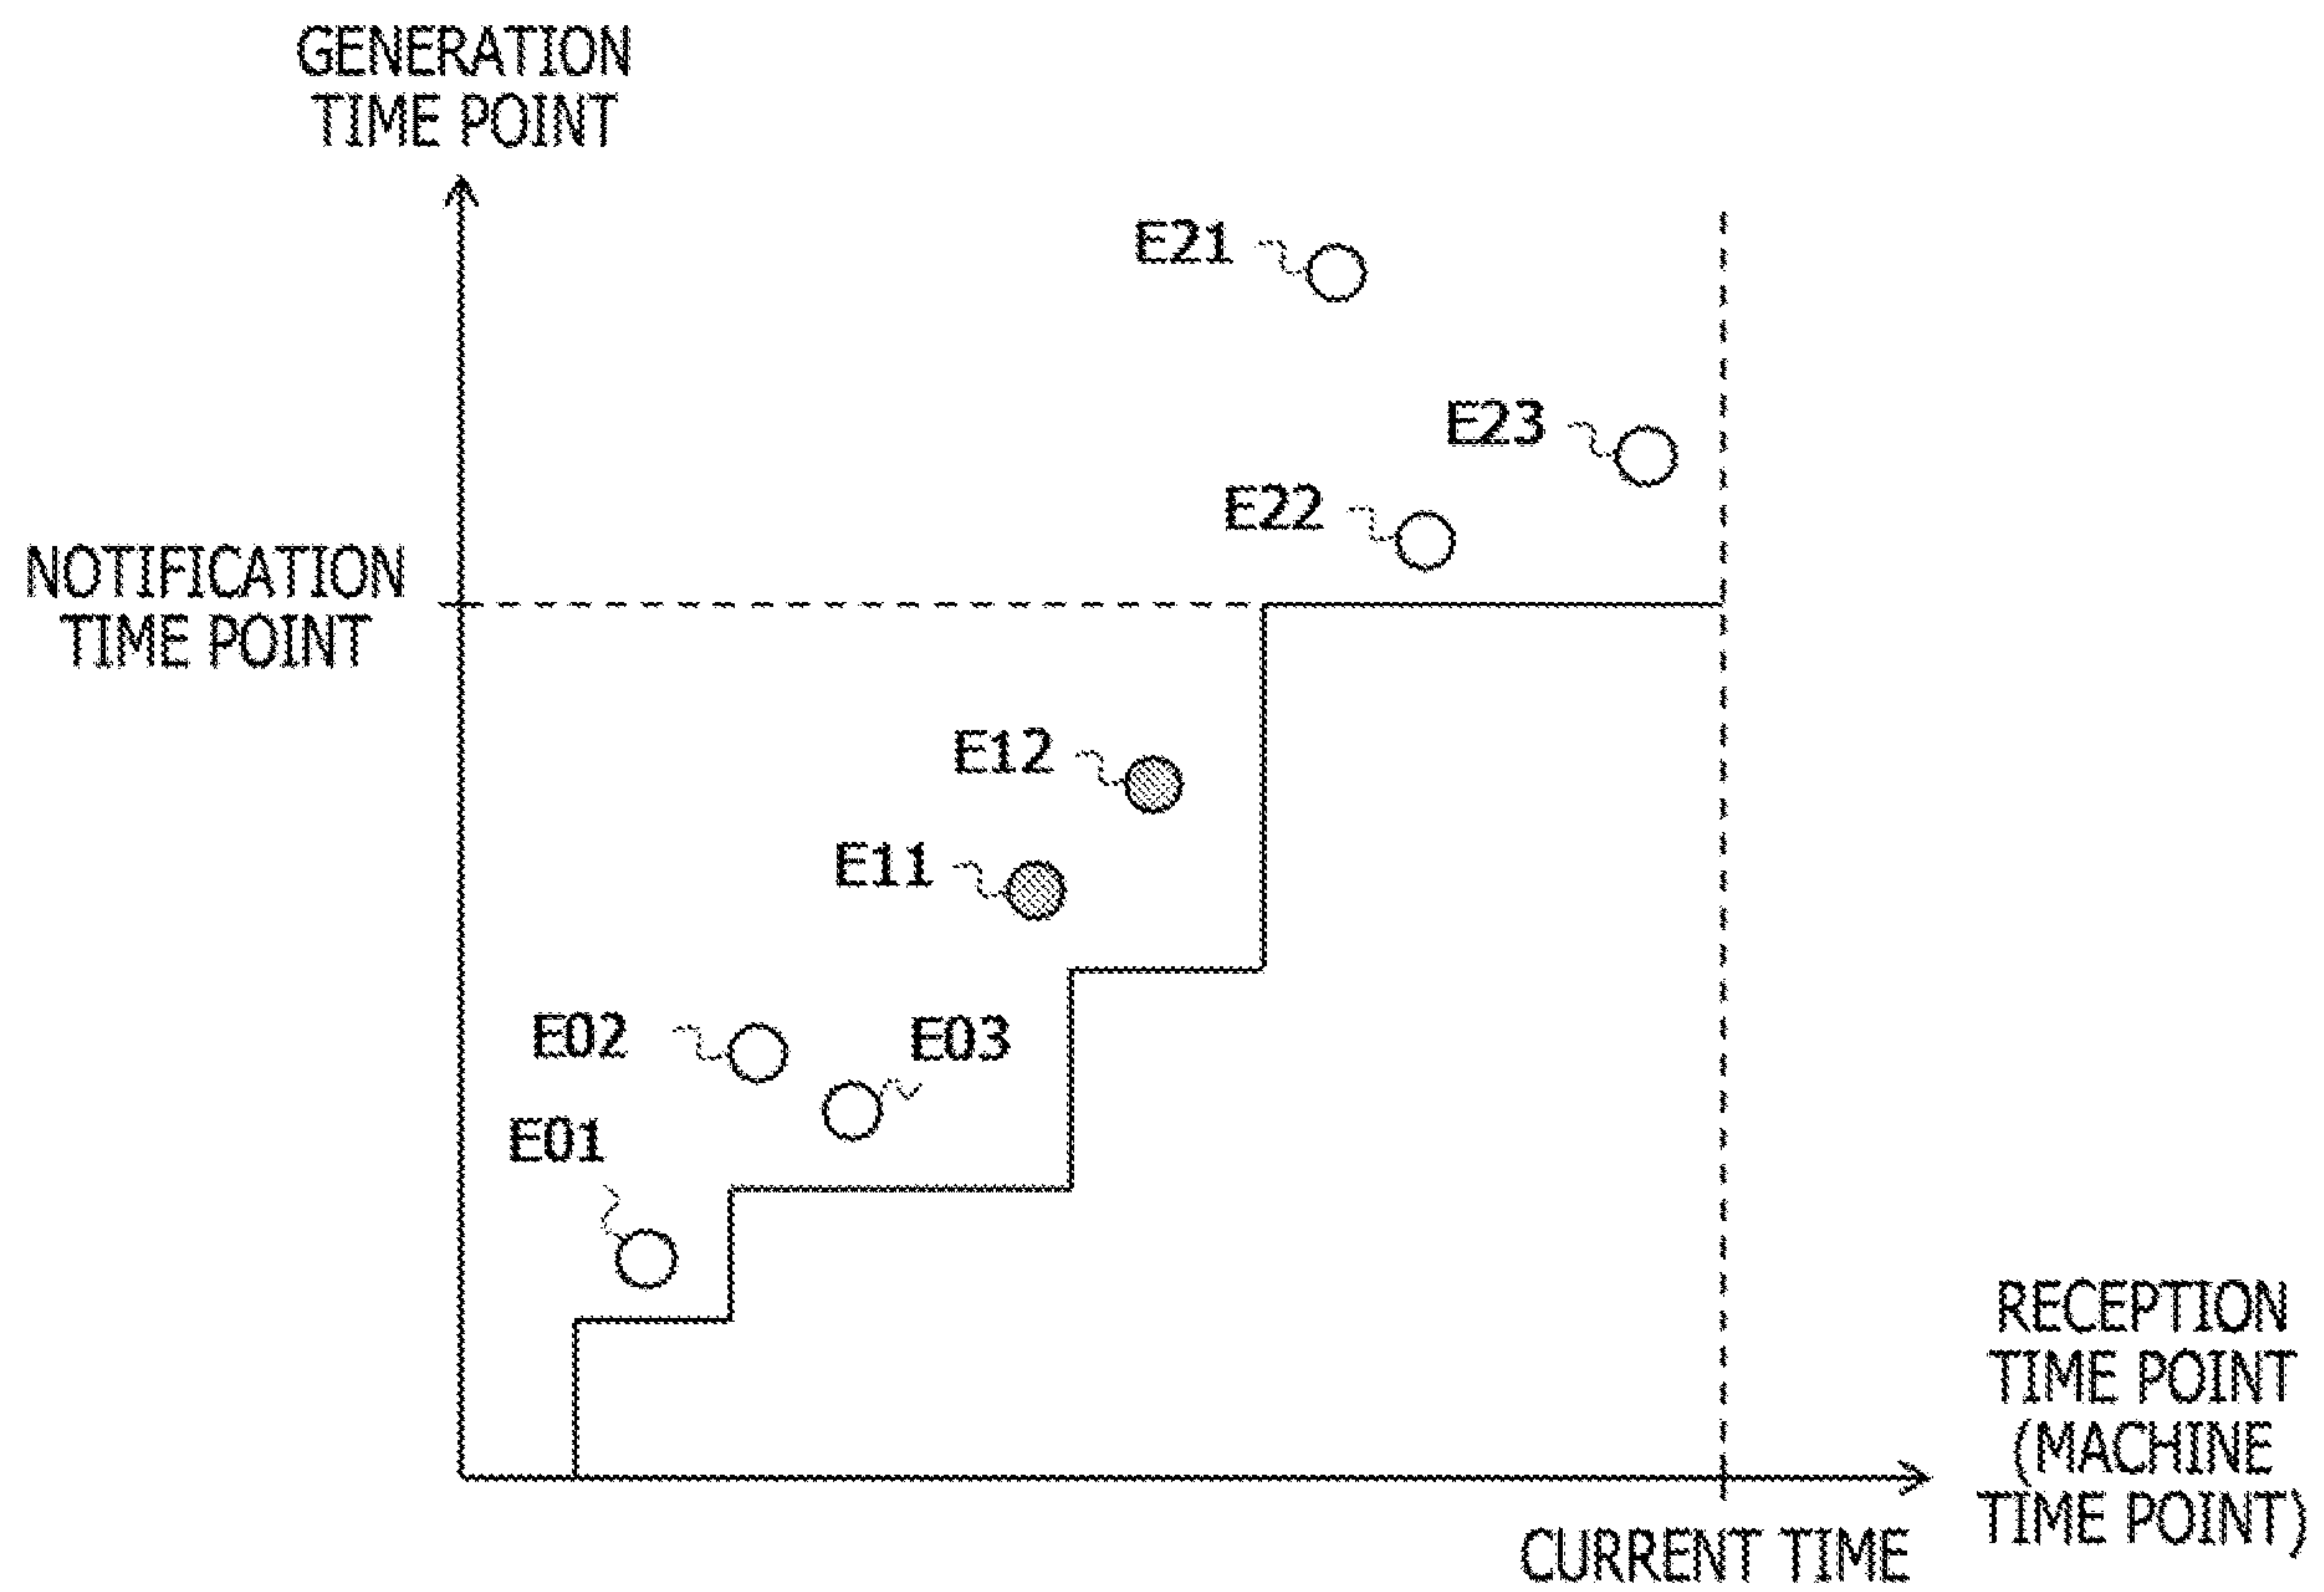 GENERATION
TIME POINT
E21
E23
E22
NOTIFICATION
TIME POINT
E12
E11
E02
E03
E01
RECEPTION
TIME POINT
(MACHINE
TIME POINT)
CURRENT TIME